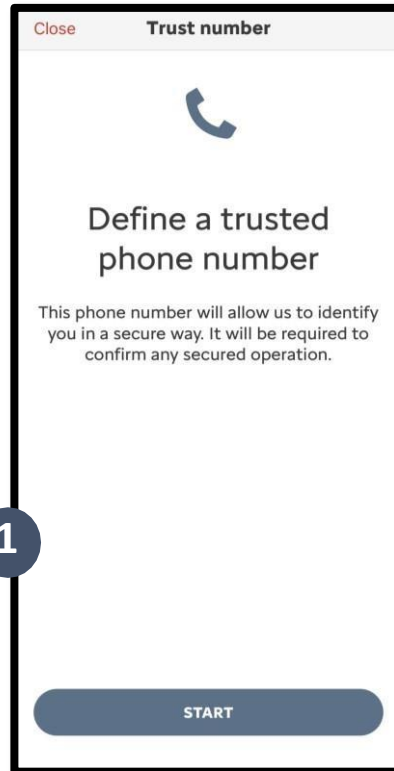 Close Trust number
Define a trusted
phone number
This phone number will allow us to identify
you in a secure way. It will be required to
confirm any secured operation.
1
START